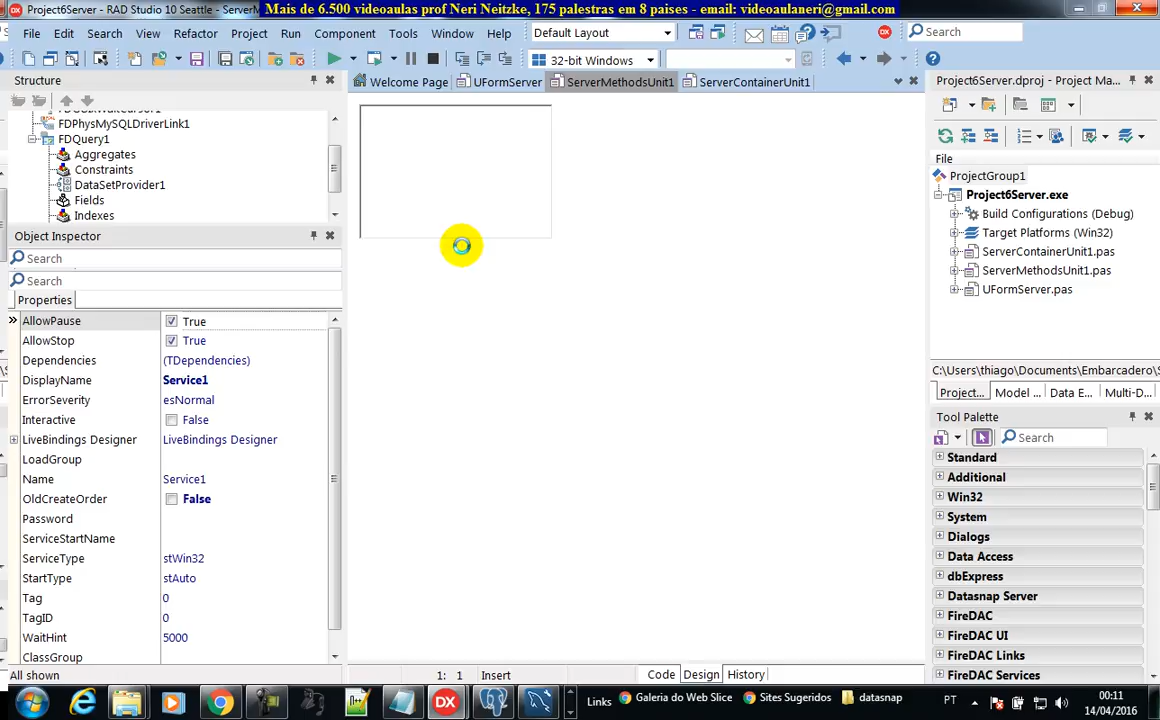 Project6Server - RAD Studio 10 Seattle - ServerM
Mais de 6.500 videoaulas prof Neri Neitzke, 175 palestras em 8 paises - email: videoaulaneri@gmail.com
File Edit Search View Refactor Project Run Component Tools Window Help
Default Layout
Search
32-bit Windows
Structure
Welcome Page
UFormServer
ServerMethodsUnit1
ServerContainerUnit1
Project6Server.dproj - Project Ma...
FDPhysMySQLDriverLink1
FDQuery1
Aggregates
Constraints
DataSetProvider1
Fields
Indexes
Object Inspector
Search
Search
Properties
AllowPause True
AllowStop True
Dependencies (TDependencies)
DisplayName Service1
ErrorSeverity esNormal
Interactive False
LiveBindings Designer LiveBindings Designer
LoadGroup
Name Service1
OldCreateOrder False
Password
ServiceStartName
ServiceType stWin32
StartType stAuto
Tag 0
TagID 0
WaitHint 5000
ClassGroup
All shown
1: 1 Insert
Code Design History
File
ProjectGroup1
Project6Server.exe
Build Configurations (Debug)
Target Platforms (Win32)
ServerContainerUnit1.pas
ServerMethodsUnit1.pas
UFormServer.pas
C:\Users\thiago\Documents\Embarcadero\S
Project... Model ... Data E... Multi-D...
Tool Palette
Search
Standard
Additional
Win32
System
Dialogs
Data Access
dbExpress
Datasnap Server
FireDAC
FireDAC UI
FireDAC Links
FireDAC Services
Links
Galeria do Web Slice
Sites Sugeridos
datasnap
PT
00:11
14/04/2016